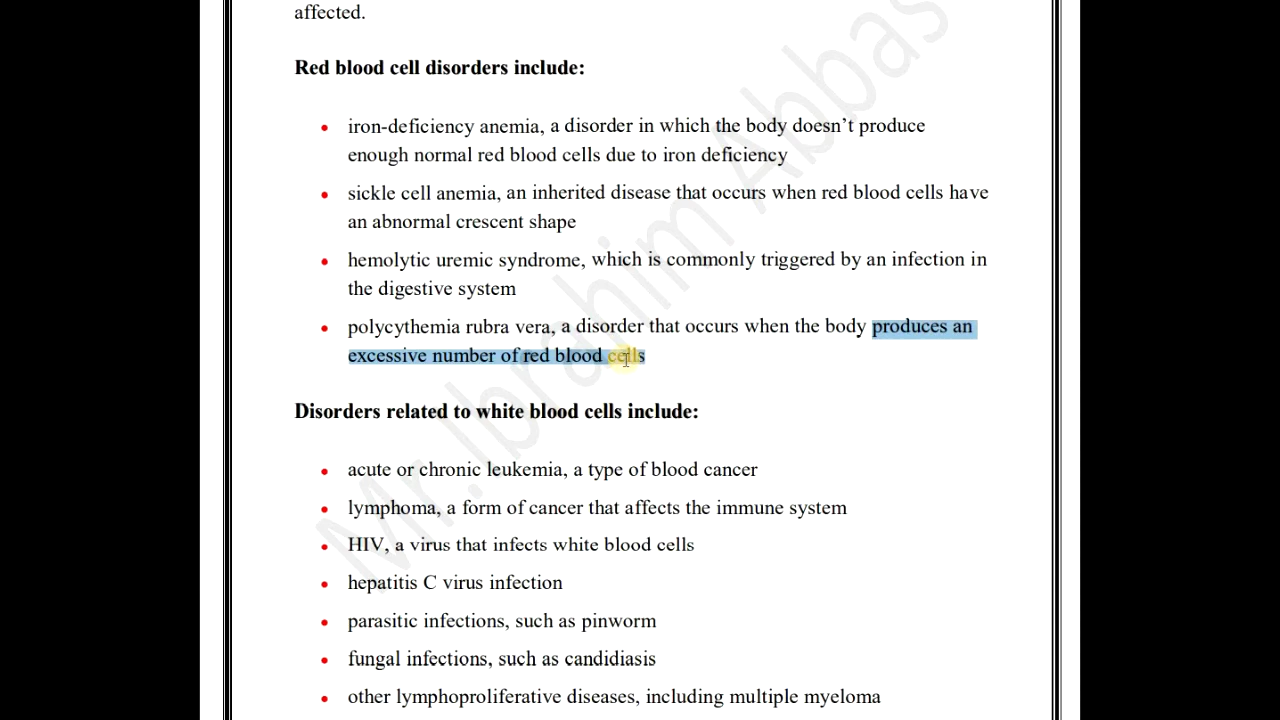 affected.
Red blood cell disorders include:
iron-deficiency anemia, a disorder in which the body doesn’t produce
enough normal red blood cells due to iron deficiency
sickle cell anemia, an inherited disease that occurs when red blood cells have
an abnormal crescent shape
hemolytic uremic syndrome, which is commonly triggered by an infection in
the digestive system
polycythemia rubra vera, a disorder that occurs when the body produces an
excessive number of red blood cells
Disorders related to white blood cells include:
acute or chronic leukemia, a type of blood cancer
lymphoma, a form of cancer that affects the immune system
HIV, a virus that infects white blood cells
hepatitis C virus infection
parasitic infections, such as pinworm
fungal infections, such as candidiasis
other lymphoproliferative diseases, including multiple myeloma
Mr.Ibrahim Abbas